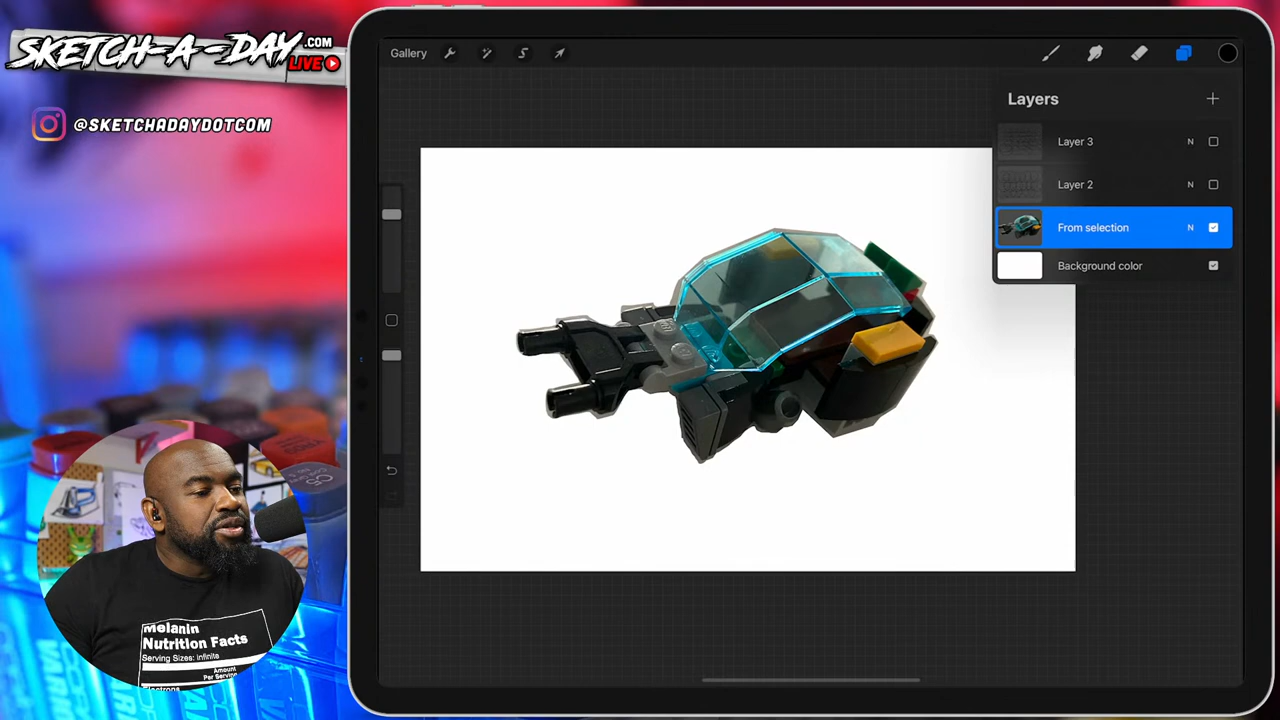 SKETCH-A-DAY.COM
LIVE
@SKETCHADAYDOTCOM
Gallery
Layers
Layer 3
N
Layer 2
N
From selection
N
Background color
Melanin
Nutrition Facts
Serving Sizes: Infinite
Amount
Per Serving
Electrons